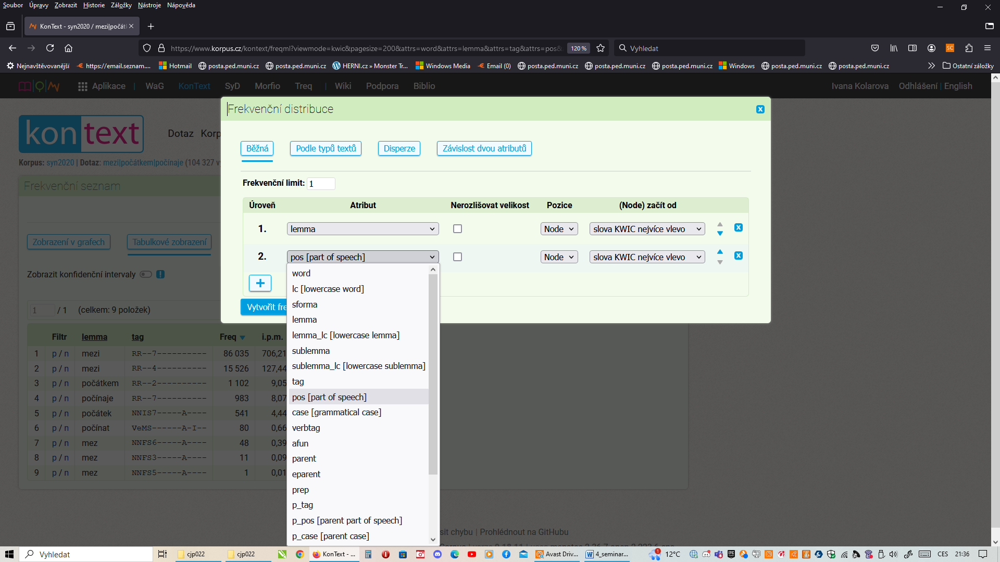 Soubor Úpravy Zobrazit Historie Záložky Nástroje Nápověda
KonText - syn2020 / mezi|počát
https://www.korpus.cz/kontext/freqml?viewmode=kwic&pagesize=200&attrs=word&attrs=lemma&attrs=tag&attrs=pos& 120 % Vyhledat SC
Nejnavštěvovanější https://email.seznam.... Hotmail posta.ped.muni.cz posta.ped.muni.cz HERNI.cz » Monster Tr... Windows Media Email (0) posta.ped.muni.cz posta.ped.muni.cz posta.ped.muni.cz Windows posta.ped.muni.cz posta.ped.muni.cz Ostatní záložky
Aplikace | WaG KonText SyD Morfio Treq | Wiki Podpora Biblio Ivana Kolarova Odhlášení | English
Frekvenční distribuce
kontext Dotaz Korp
Běžná Podle typů textů Disperze Závislost dvou atributů
Korpus: syn2020 | Dotaz: mezi|počátkem|počínaje (104 327 v
Frekvenční seznam
Frekvenční limit: 1
Úroveň Atribut Nerozlišovat velikost Pozice (Node) začít od
1. lemma Node slova KWIC nejvíce vlevo
Zobrazení v grafech Tabulkové zobrazení
2. pos [part of speech] Node slova KWIC nejvíce vlevo
Zobrazit konfidenční intervaly
+
Vytvořit fre
word
lc [lowercase word]
sforma
lemma
lemma_lc [lowercase lemma]
sublemma
sublemma_lc [lowercase sublemma]
tag
pos [part of speech]
case [grammatical case]
verbtag
afun
parent
eparent
prep
p_tag
p_pos [parent part of speech]
p_case [parent case]
1 / 1 (celkem: 9 položek)
Filtr lemma tag Freq i.p.m.
1 p / n mezi RR--7---------- 86 035 706,21
2 p / n mezi RR--4---------- 15 526 127,44
3 p / n počátkem RR--2---------- 1 102 9,05
4 p / n počínaje RR--7---------- 983 8,07
5 p / n počátek NNIS7-----A---- 541 4,44
6 p / n počínat VeMS------A-I-- 80 0,66
7 p / n mez NNFS6-----A---- 48 0,39
8 p / n mez NNFS3-----A---- 11 0,09
9 p / n mez NNFS5-----A---- 1 0,01
sit chybu | Prohlédnout na GitHubu
Vyhledat cjp022 cjp022 KonText - ... Avast Driv... 4_seminar... 1 12°C CES 21:36